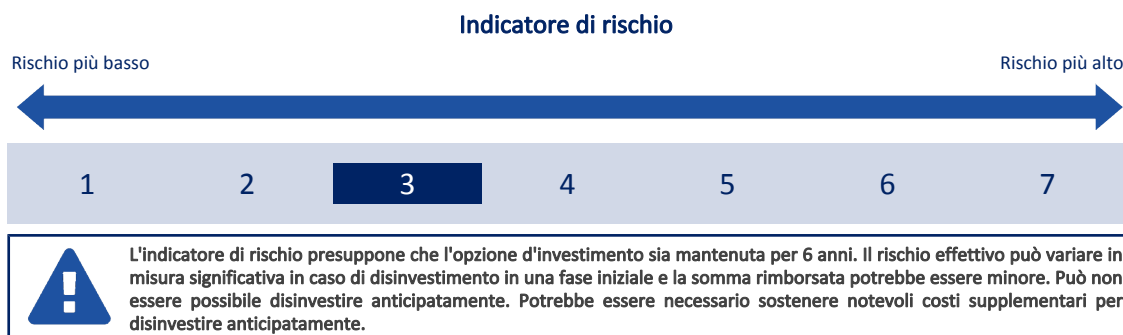 Indicatore di rischio
Rischio più basso
Rischio più alto
1 2 3 4 5 6 7
L'indicatore di rischio presuppone che l'opzione d'investimento sia mantenuta per 6 anni. Il rischio effettivo può variare in
misura significativa in caso di disinvestimento in una fase iniziale e la somma rimborsata potrebbe essere minore. Può non
essere possibile disinvestire anticipatamente. Potrebbe essere necessario sostenere notevoli costi supplementari per
disinvestire anticipatamente.